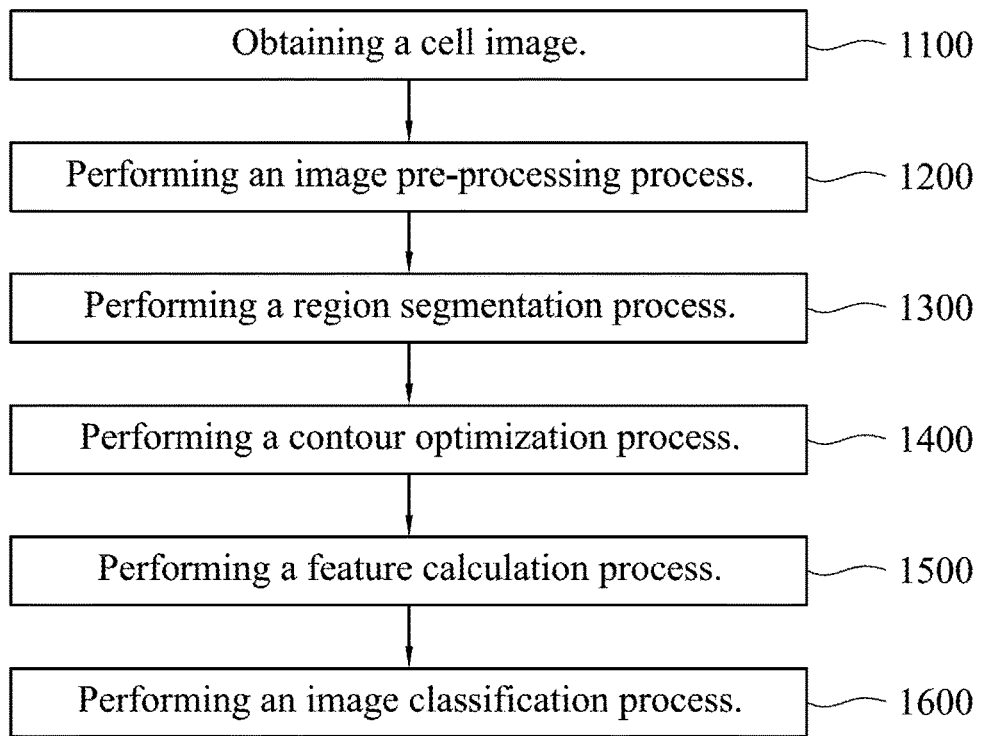 Obtaining a cell image. 1100
Performing an image pre-processing process. 1200
Performing a region segmentation process. 1300
Performing a contour optimization process. 1400
Performing a feature calculation process. 1500
Performing an image classification process. 1600